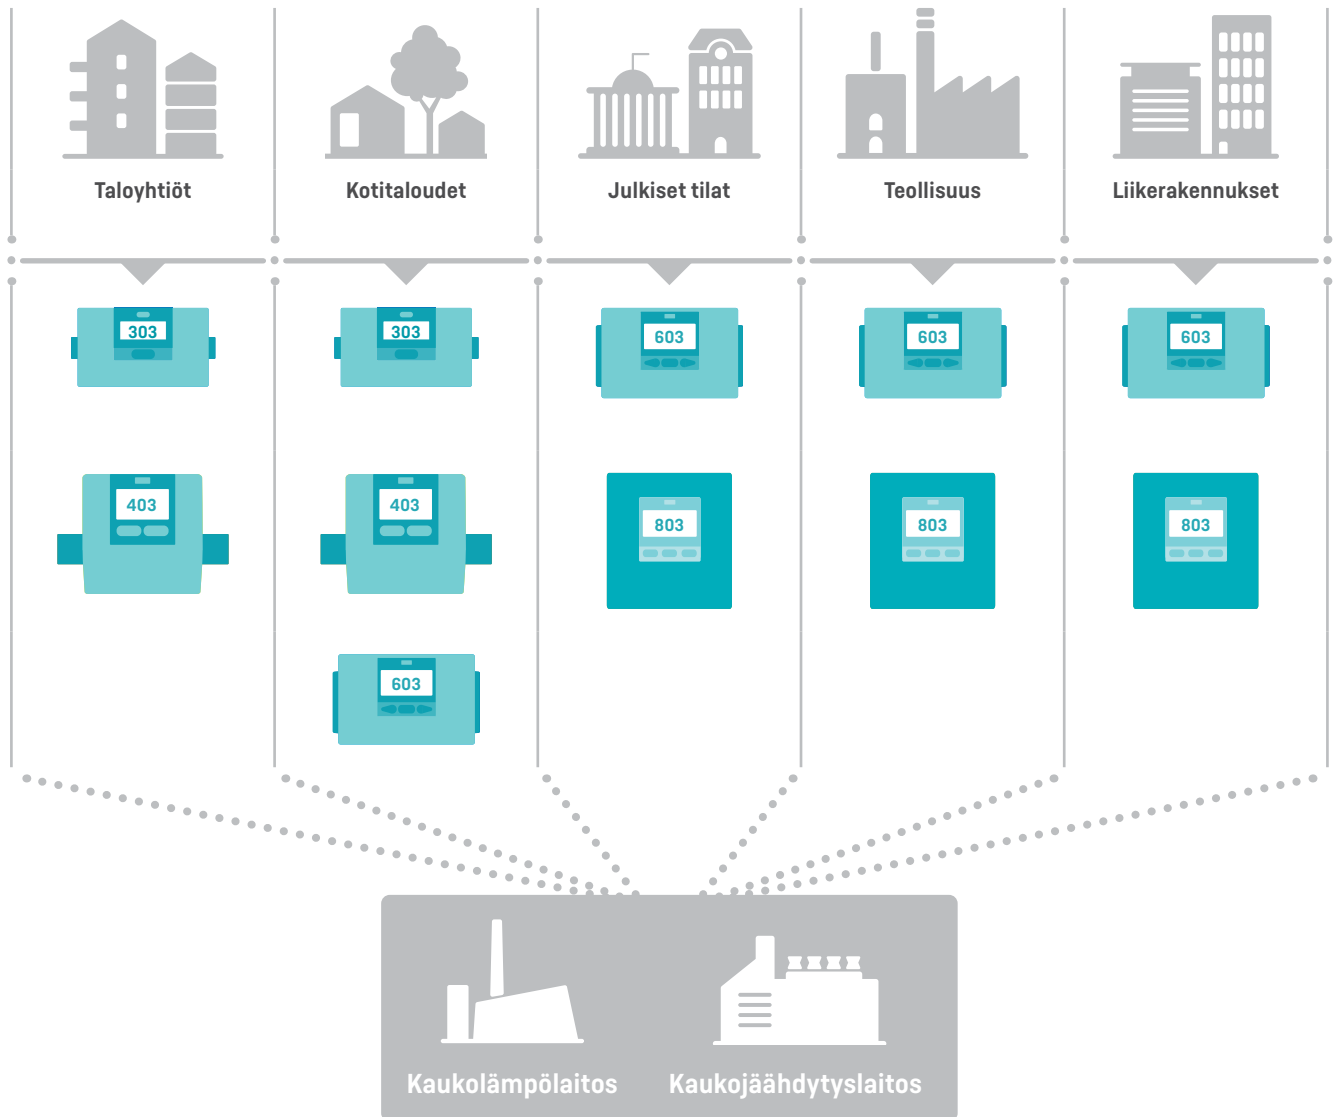 Taloyhtiöt
Kotitaloudet
Julkiset tilat
Teollisuus
Liikerakennukset
303
303
603
603
603
403
403
803
803
803
603
Kaukolämpölaitos
Kaukojäähdytyslaitos